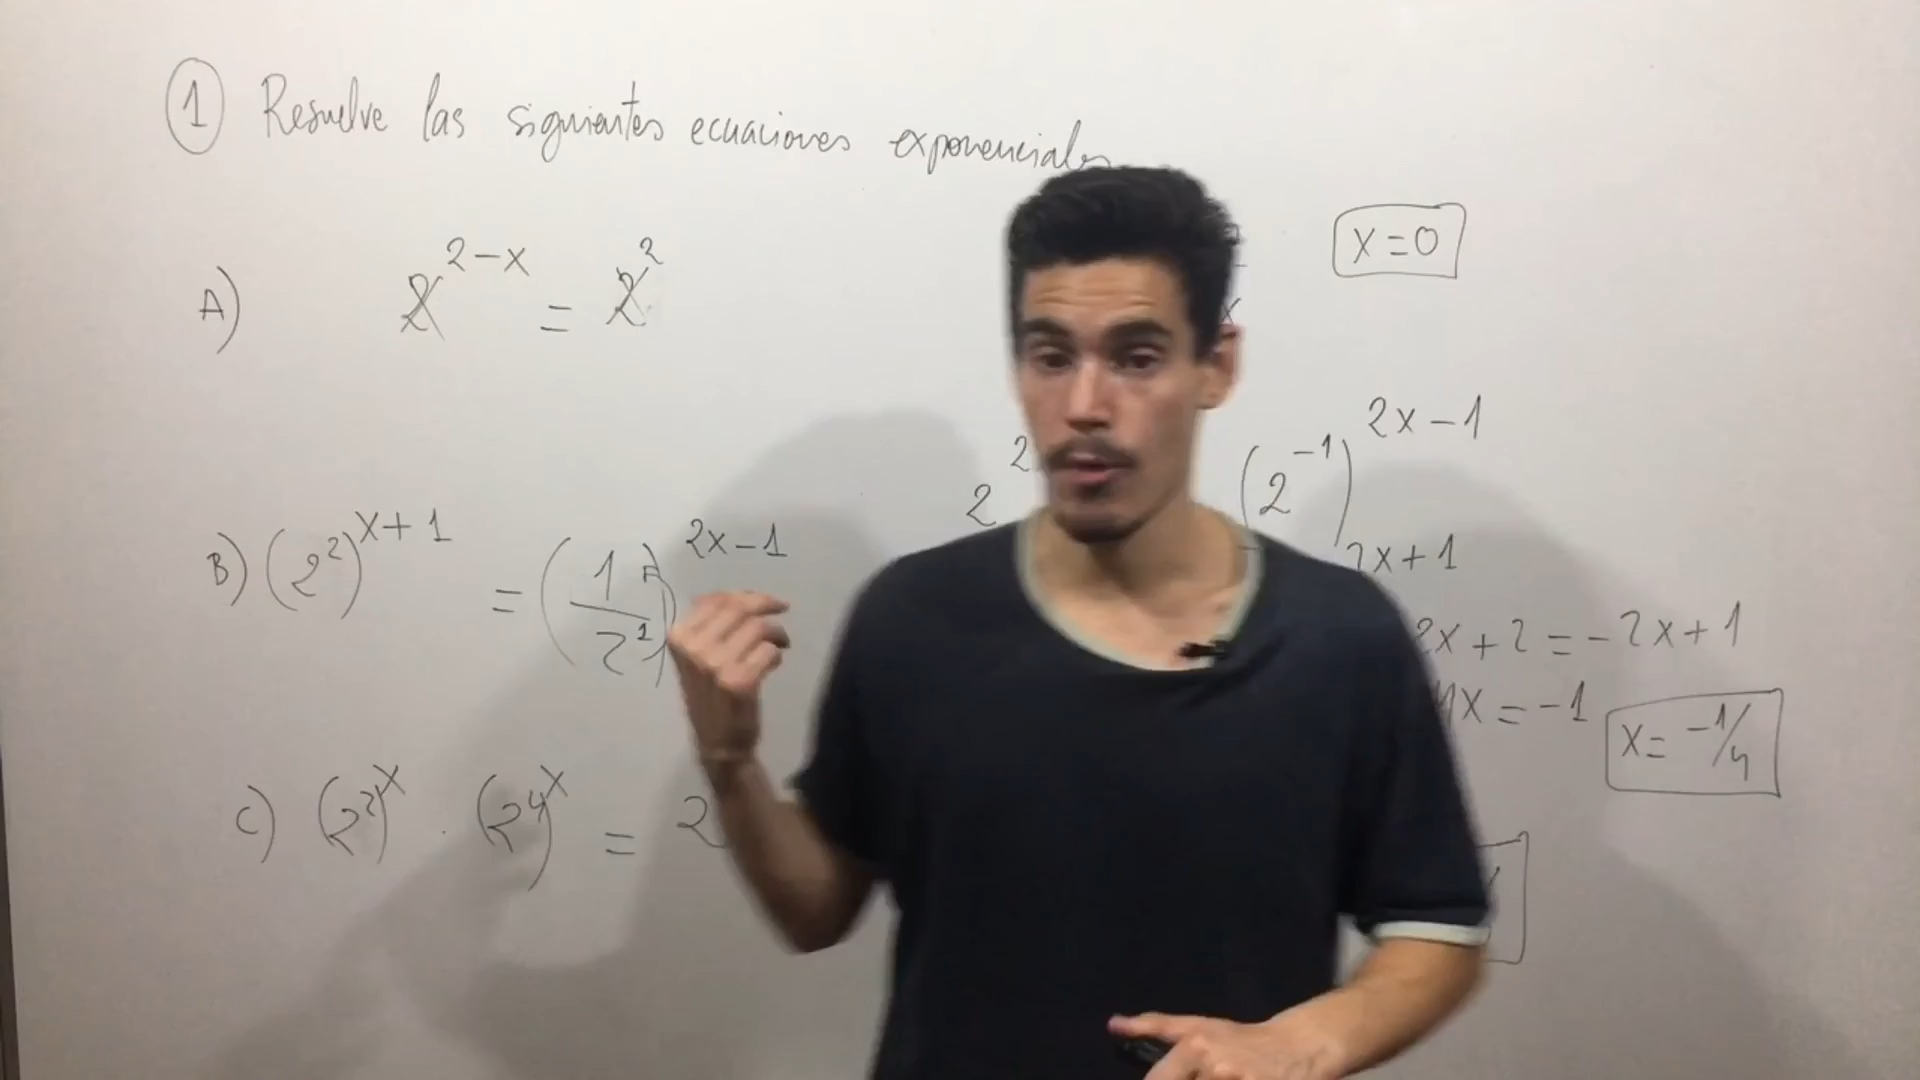 ① Resuelve las siguientes ecuaciones exponenciales
A) 2^(2-x) = 2^2
x = 0
B) (2^2)^(x+1) = (1/2^1)^(2x-1)
2 (2^-1)^(2x-1)
2x+1
2x+2 = -2x+1
4x = -1
x = -1/4
C) (2^2)^x · (2^4)^x = 2